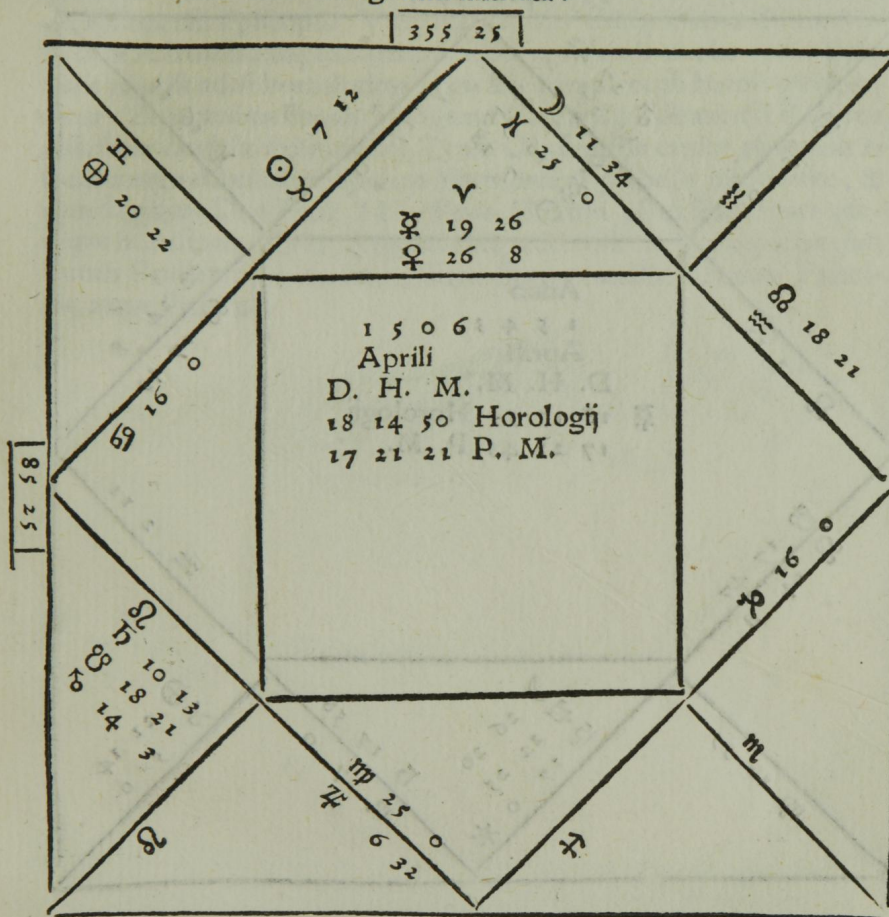 355 25
♊
⊕ 20 22
☉ ♉ 7 12
♈
☿ 19 26
♀ 26 8
☽ 11 34
♓ 25 0
♒
☊ 18 21
♒
♋ 16 0
85 25
1 5 0 6
Aprili
D. H. M.
18 14 50 Horologij
17 21 21 P. M.
♑ 16 0
♌
♄ 10 13
☋ 18 21
♂ 14 3
♌
♍ 25 0
♃ 6 32
♐
♏